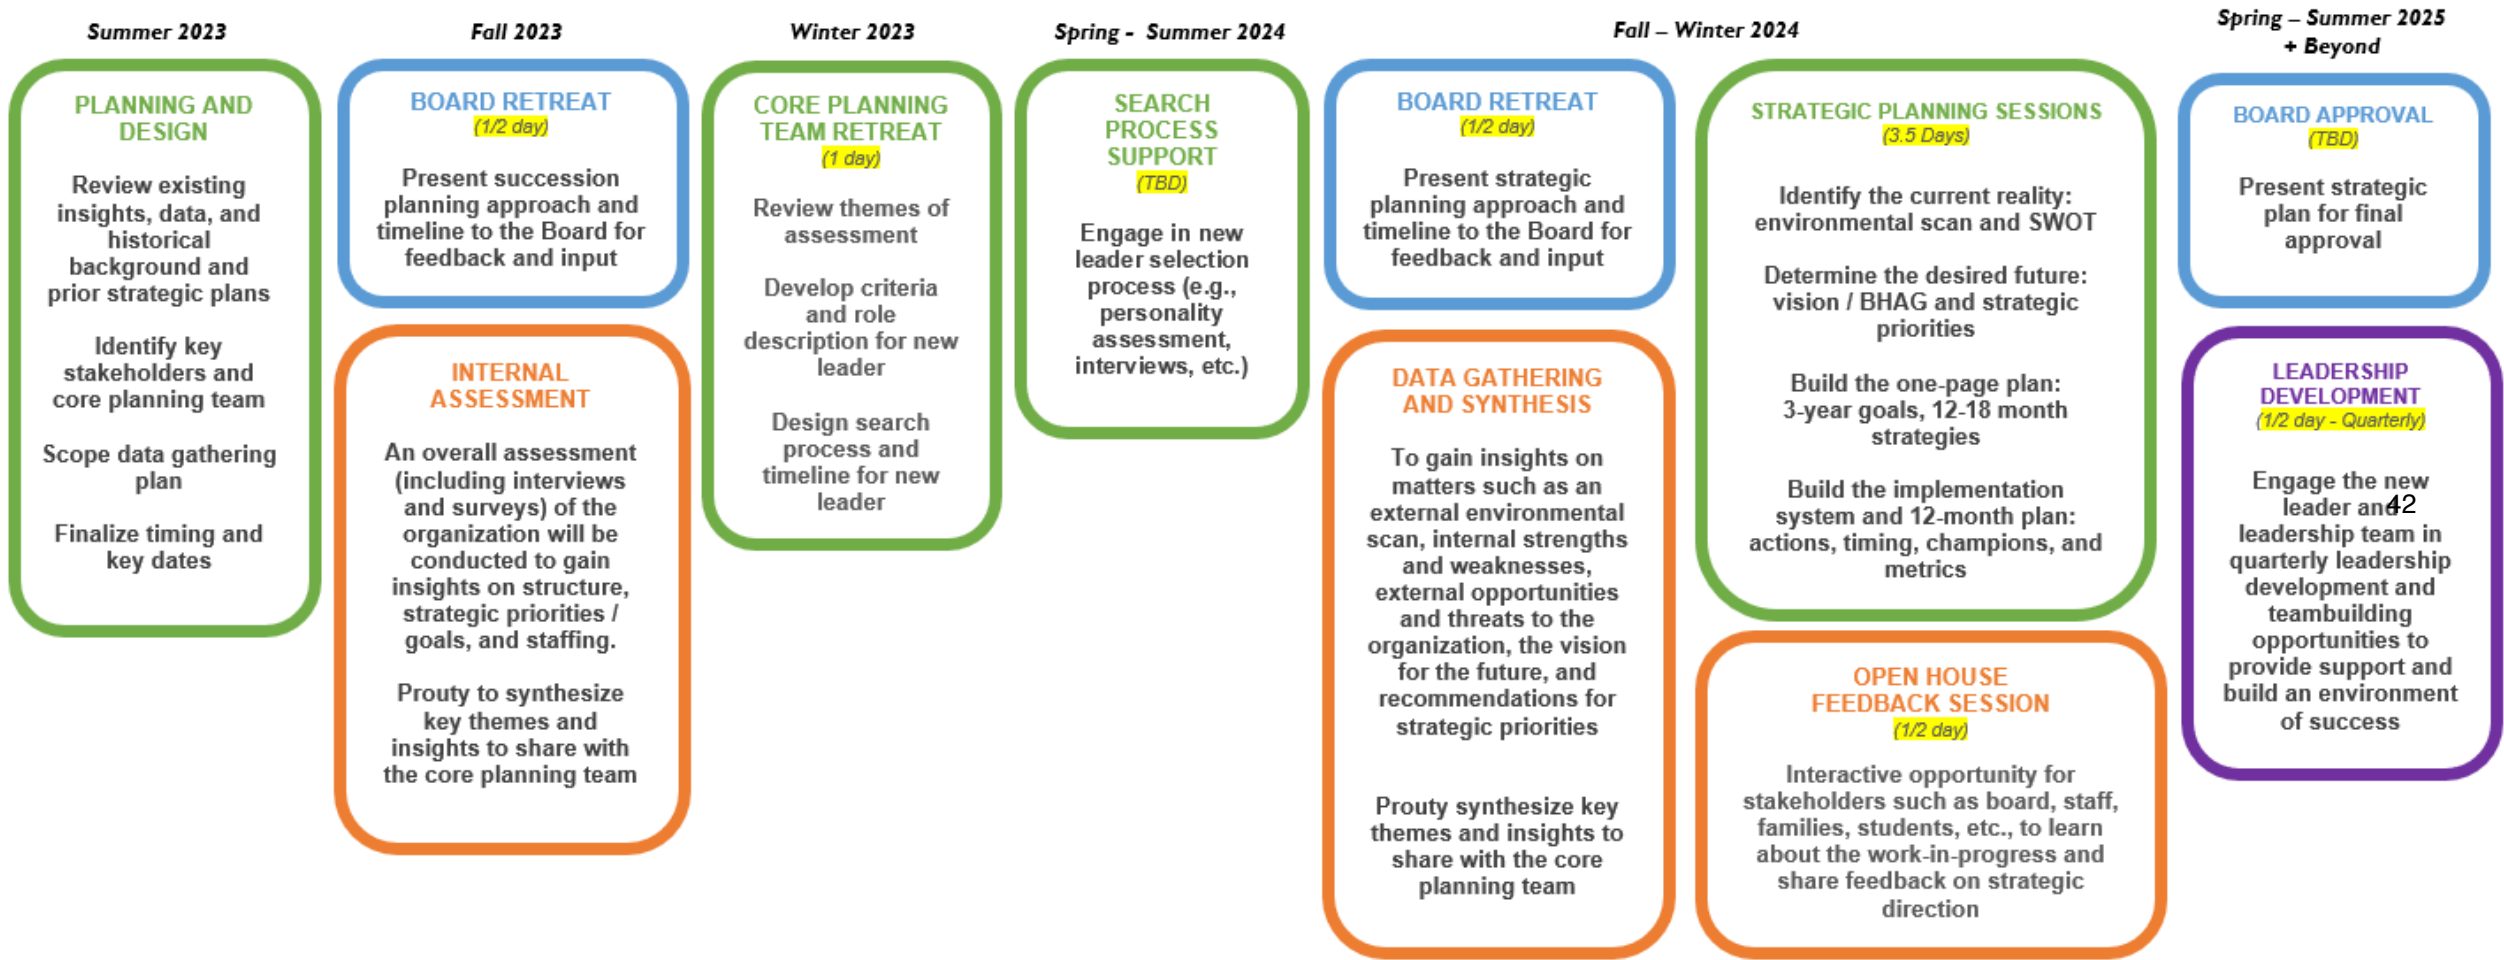 Summer 2023
PLANNING AND
DESIGN
Review existing
insights, data, and
historical
background and
prior strategic plans
Identify key
stakeholders and
core planning team
Scope data gathering
plan
Finalize timing and
key dates
Fall 2023
BOARD RETREAT
(1/2 day)
Present succession
planning approach and
timeline to the Board for
feedback and input
INTERNAL
ASSESSMENT
An overall assessment
(including interviews
and surveys) of the
organization will be
conducted to gain
insights on structure,
strategic priorities /
goals, and staffing.
Prouty to synthesize
key themes and
insights to share with
the core planning team
Winter 2023
CORE PLANNING
TEAM RETREAT
(1 day)
Review themes of
assessment
Develop criteria
and role
description for new
leader
Design search
process and
timeline for new
leader
Spring - Summer 2024
SEARCH
PROCESS
SUPPORT
(TBD)
Engage in new
leader selection
process (e.g.,
personality
assessment,
interviews, etc.)
Fall – Winter 2024
BOARD RETREAT
(1/2 day)
Present strategic
planning approach and
timeline to the Board for
feedback and input
DATA GATHERING
AND SYNTHESIS
To gain insights on
matters such as an
external environmental
scan, internal strengths
and weaknesses,
external opportunities
and threats to the
organization, the vision
for the future, and
recommendations for
strategic priorities
Prouty synthesize key
themes and insights to
share with the core
planning team
STRATEGIC PLANNING SESSIONS
(3.5 Days)
Identify the current reality:
environmental scan and SWOT
Determine the desired future:
vision / BHAG and strategic
priorities
Build the one-page plan:
3-year goals, 12-18 month
strategies
Build the implementation
system and 12-month plan:
actions, timing, champions, and
metrics
OPEN HOUSE
FEEDBACK SESSION
(1/2 day)
Interactive opportunity for
stakeholders such as board, staff,
families, students, etc., to learn
about the work-in-progress and
share feedback on strategic
direction
Spring – Summer 2025
+ Beyond
BOARD APPROVAL
(TBD)
Present strategic
plan for final
approval
LEADERSHIP
DEVELOPMENT
(1/2 day - Quarterly)
Engage the new
leader and
42
leadership team in
quarterly leadership
development and
teambuilding
opportunities to
provide support and
build an environment
of success